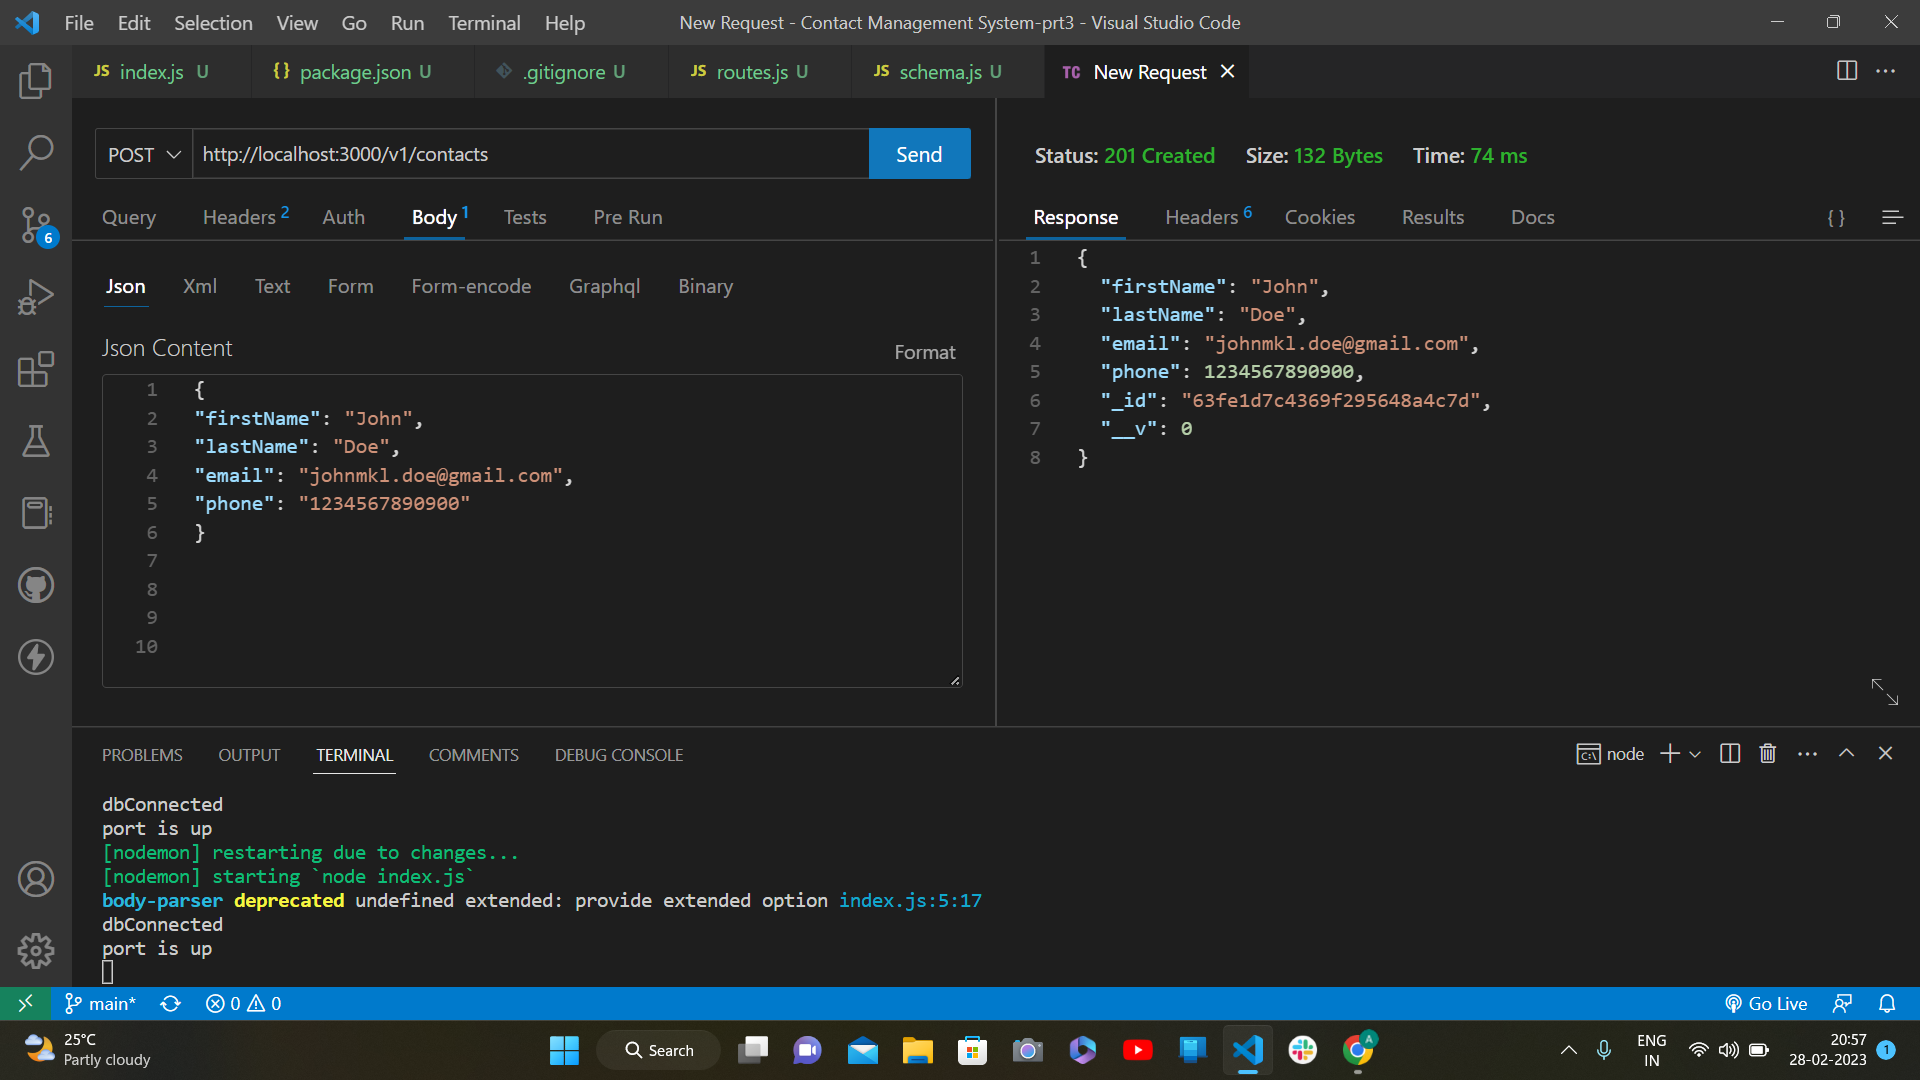 File Edit Selection View Go Run Terminal Help New Request - Contact Management System-prt3 - Visual Studio Code
JS index.js U {} package.json U .gitignore U JS routes.js U JS schema.js U TC New Request
POST http://localhost:3000/v1/contacts Send
Status: 201 Created Size: 132 Bytes Time: 74 ms
Query Headers 2 Auth Body 1 Tests Pre Run
Response Headers 6 Cookies Results Docs { }
6
Json Xml Text Form Form-encode Graphql Binary
Json Content Format
1 {
2 "firstName": "John",
3 "lastName": "Doe",
4 "email": "johnmkl.doe@gmail.com",
5 "phone": "1234567890900"
6 }
7
8
9
10
1 {
2 "firstName": "John",
3 "lastName": "Doe",
4 "email": "johnmkl.doe@gmail.com",
5 "phone": 1234567890900,
6 "_id": "63fe1d7c4369f295648a4c7d",
7 "__v": 0
8 }
PROBLEMS OUTPUT TERMINAL COMMENTS DEBUG CONSOLE node
dbConnected
port is up
[nodemon] restarting due to changes...
[nodemon] starting `node index.js`
body-parser deprecated undefined extended: provide extended option index.js:5:17
dbConnected
port is up
main* 0 0 Go Live
25°C
Partly cloudy
Search
A
ENG
IN
20:57
28-02-2023
1